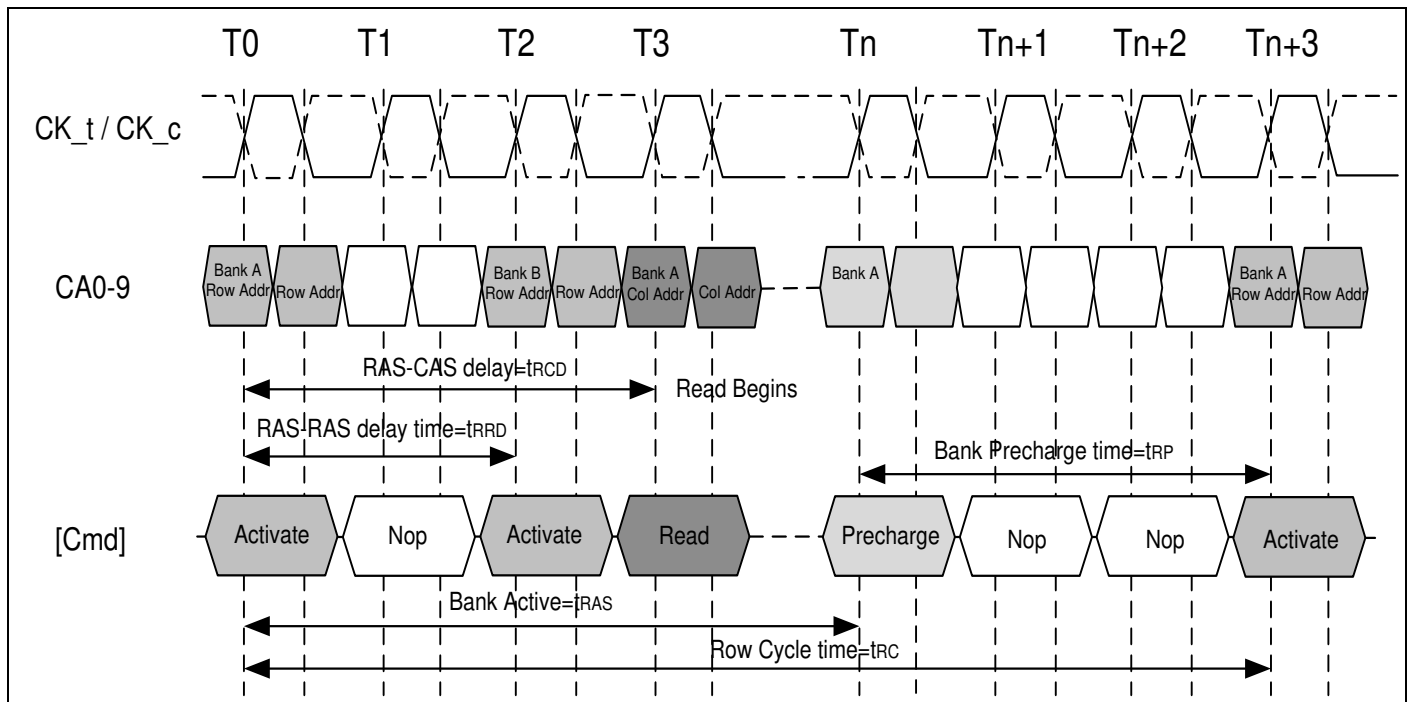 T0 T1 T2 T3 Tn Tn+1 Tn+2 Tn+3
CK_t / CK_c
CA0-9
Bank A
Row Addr
Row Addr
Bank B
Row Addr
Row Addr
Bank A
Col Addr
Col Addr
Bank A
Bank A
Row Addr
Row Addr
RAS-CAS delay=tRCD
Read Begins
RAS-RAS delay time=tRRD
Bank Precharge time=tRP
[Cmd]
Activate
Nop
Activate
Read
Precharge
Nop
Nop
Activate
Bank Active=tRAS
Row Cycle time=tRC